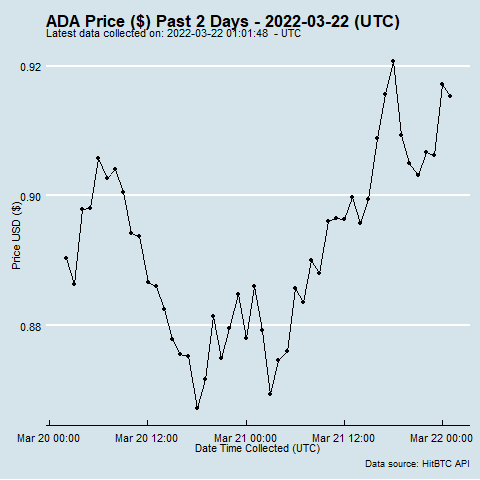 ADA Price ($) Past 2 Days - 2022-03-22 (UTC)
Latest data collected on: 2022-03-22 01:01:48 - UTC
0.92
0.90
0.88
Price USD ($)
Mar 20 00:00 Mar 20 12:00 Mar 21 00:00 Mar 21 12:00 Mar 22 00:00
Date Time Collected (UTC)
Data source: HitBTC API